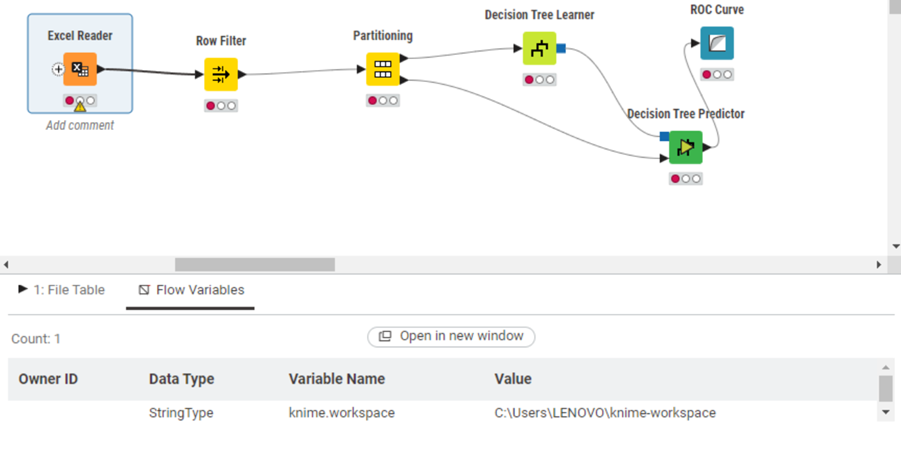 ROC Curve
Decision Tree Learner
Excel Reader
Row Filter
Partitioning
Decision Tree Predictor
Add comment
1: File Table
Flow Variables
Count: 1
Open in new window
Owner ID Data Type Variable Name Value
StringType knime.workspace C:\Users\LENOVO\knime-workspace